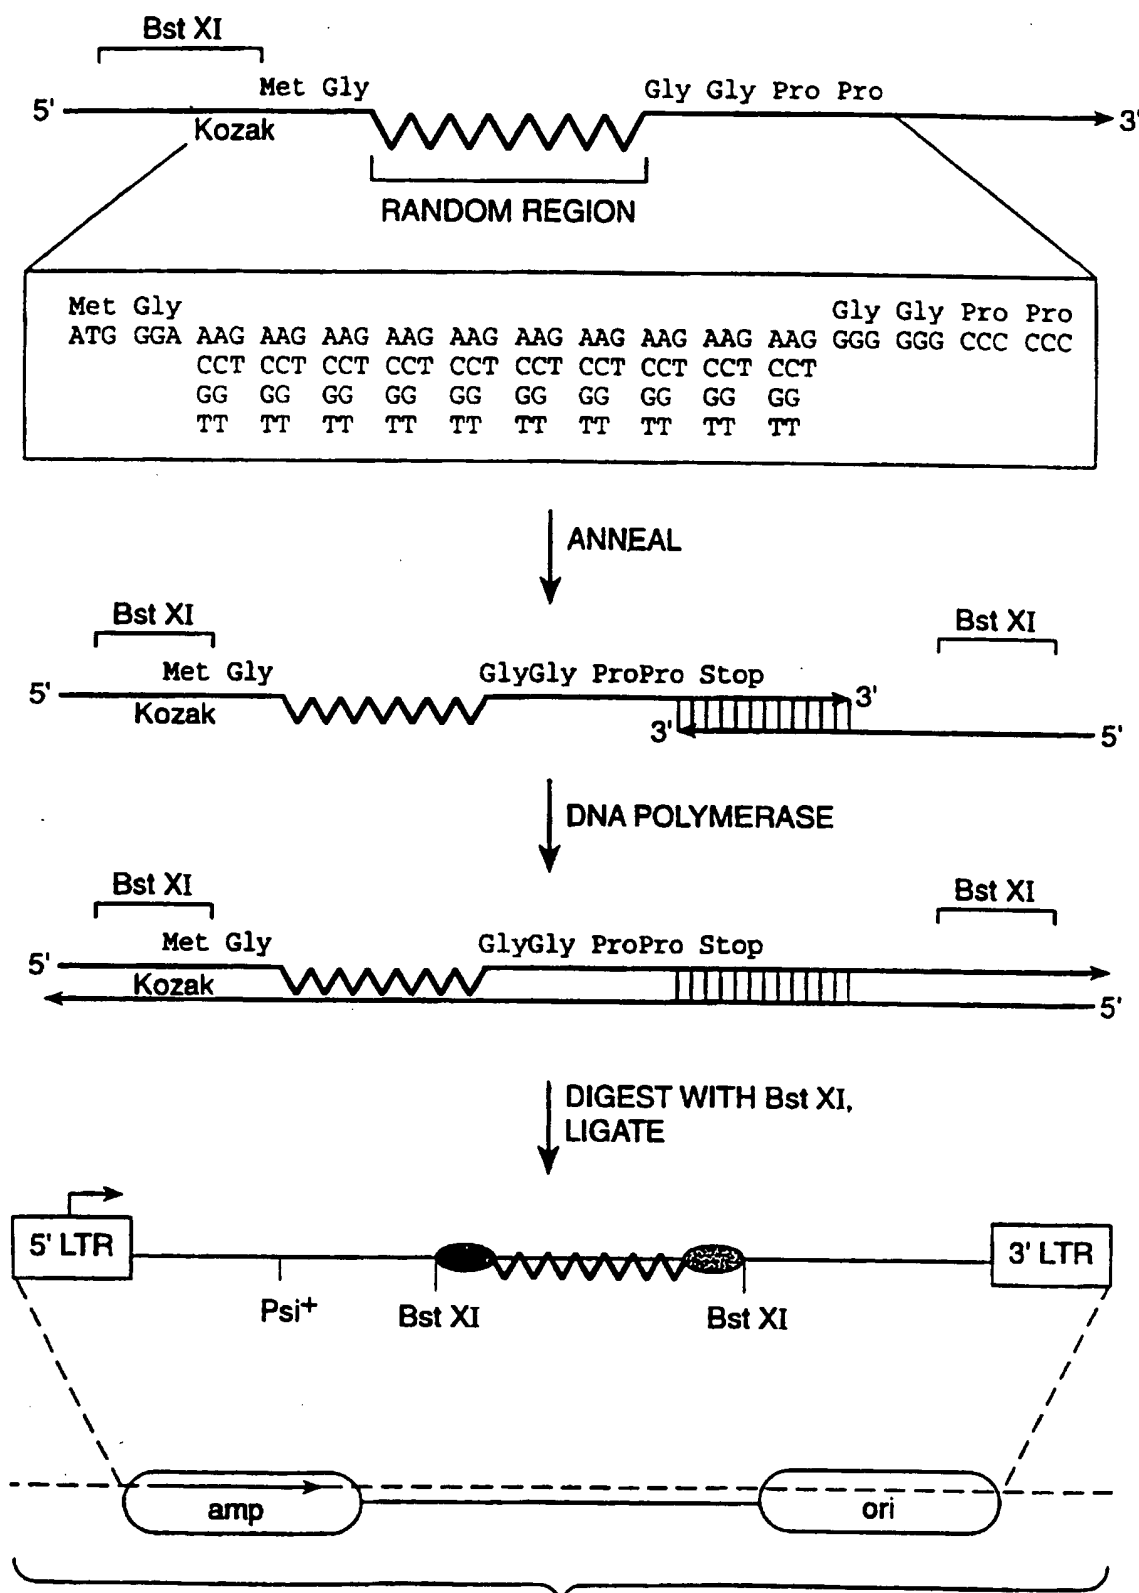 Bst XI
Met Gly
Gly Gly Pro Pro
5'
3'
Kozak
RANDOM REGION
Met Gly Gly Gly Pro Pro
ATG GGA AAG AAG AAG AAG AAG AAG AAG AAG AAG AAG GGG GGG CCC CCC
CCT CCT CCT CCT CCT CCT CCT CCT CCT CCT
GG GG GG GG GG GG GG GG GG GG
TT TT TT TT TT TT TT TT TT TT
ANNEAL
Bst XI Bst XI
Met Gly GlyGly ProPro Stop
5' 3'
Kozak 3' 5'
DNA POLYMERASE
Bst XI Bst XI
Met Gly GlyGly ProPro Stop
5'
Kozak 5'
DIGEST WITH Bst XI,
LIGATE
5' LTR 3' LTR
Psi+ Bst XI Bst XI
amp ori